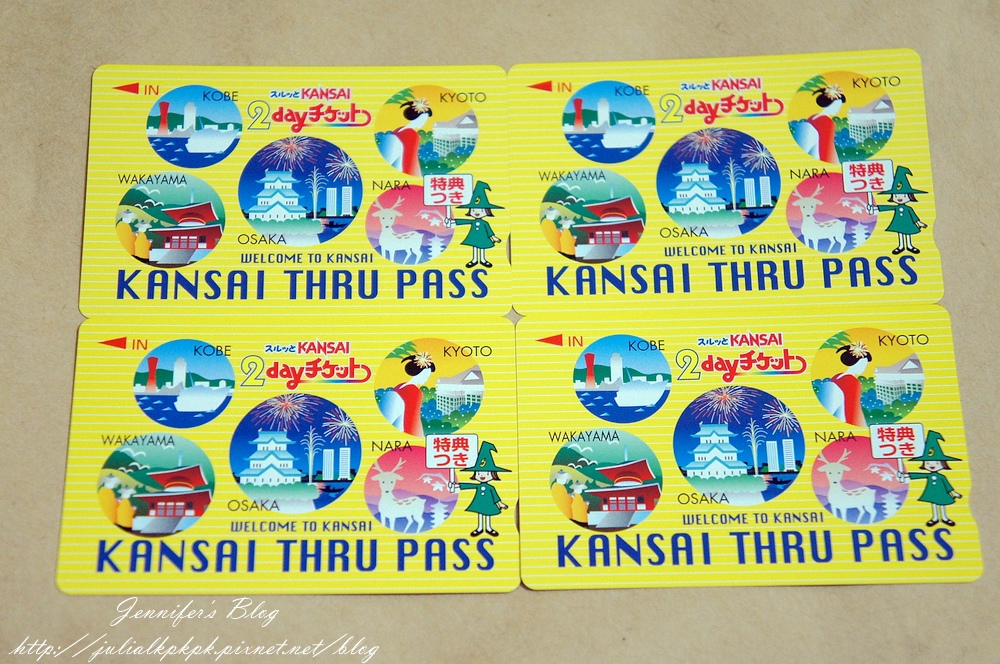 IN
KOBE
スルッとKANSAI
2dayチケット
KYOTO
WAKAYAMA
NARA
特典
つき
OSAKA
WELCOME TO KANSAI
KANSAI THRU PASS
IN
KOBE
スルッとKANSAI
2dayチケット
KYOTO
WAKAYAMA
NARA
特典
つき
OSAKA
WELCOME TO KANSAI
KANSAI THRU PASS
IN
KOBE
スルッとKANSAI
2dayチケット
KYOTO
WAKAYAMA
NARA
特典
つき
OSAKA
WELCOME TO KANSAI
KANSAI THRU PASS
IN
KOBE
スルッとKANSAI
2dayチケット
KYOTO
WAKAYAMA
NARA
特典
つき
OSAKA
WELCOME TO KANSAI
KANSAI THRU PASS
Jennifer's Blog
http://julialkpkpk.pixnet.net/blog